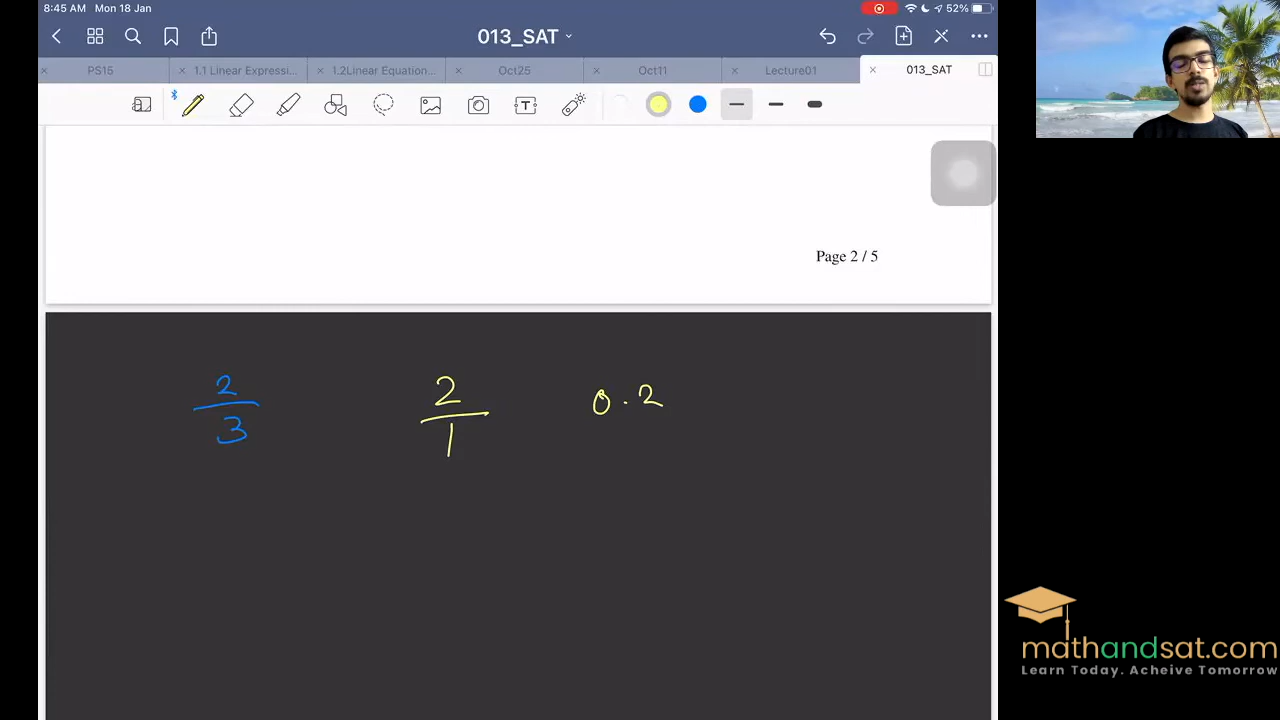 8:45 AM Mon 18 Jan
52%
013_SAT
PS15
1.1 Linear Expressi...
1.2Linear Equation...
Oct25
Oct11
Lecture01
013_SAT
T
Page 2 / 5
2
3
2
1
0.2
mathandsat.com
Learn Today. Acheive Tomorrow